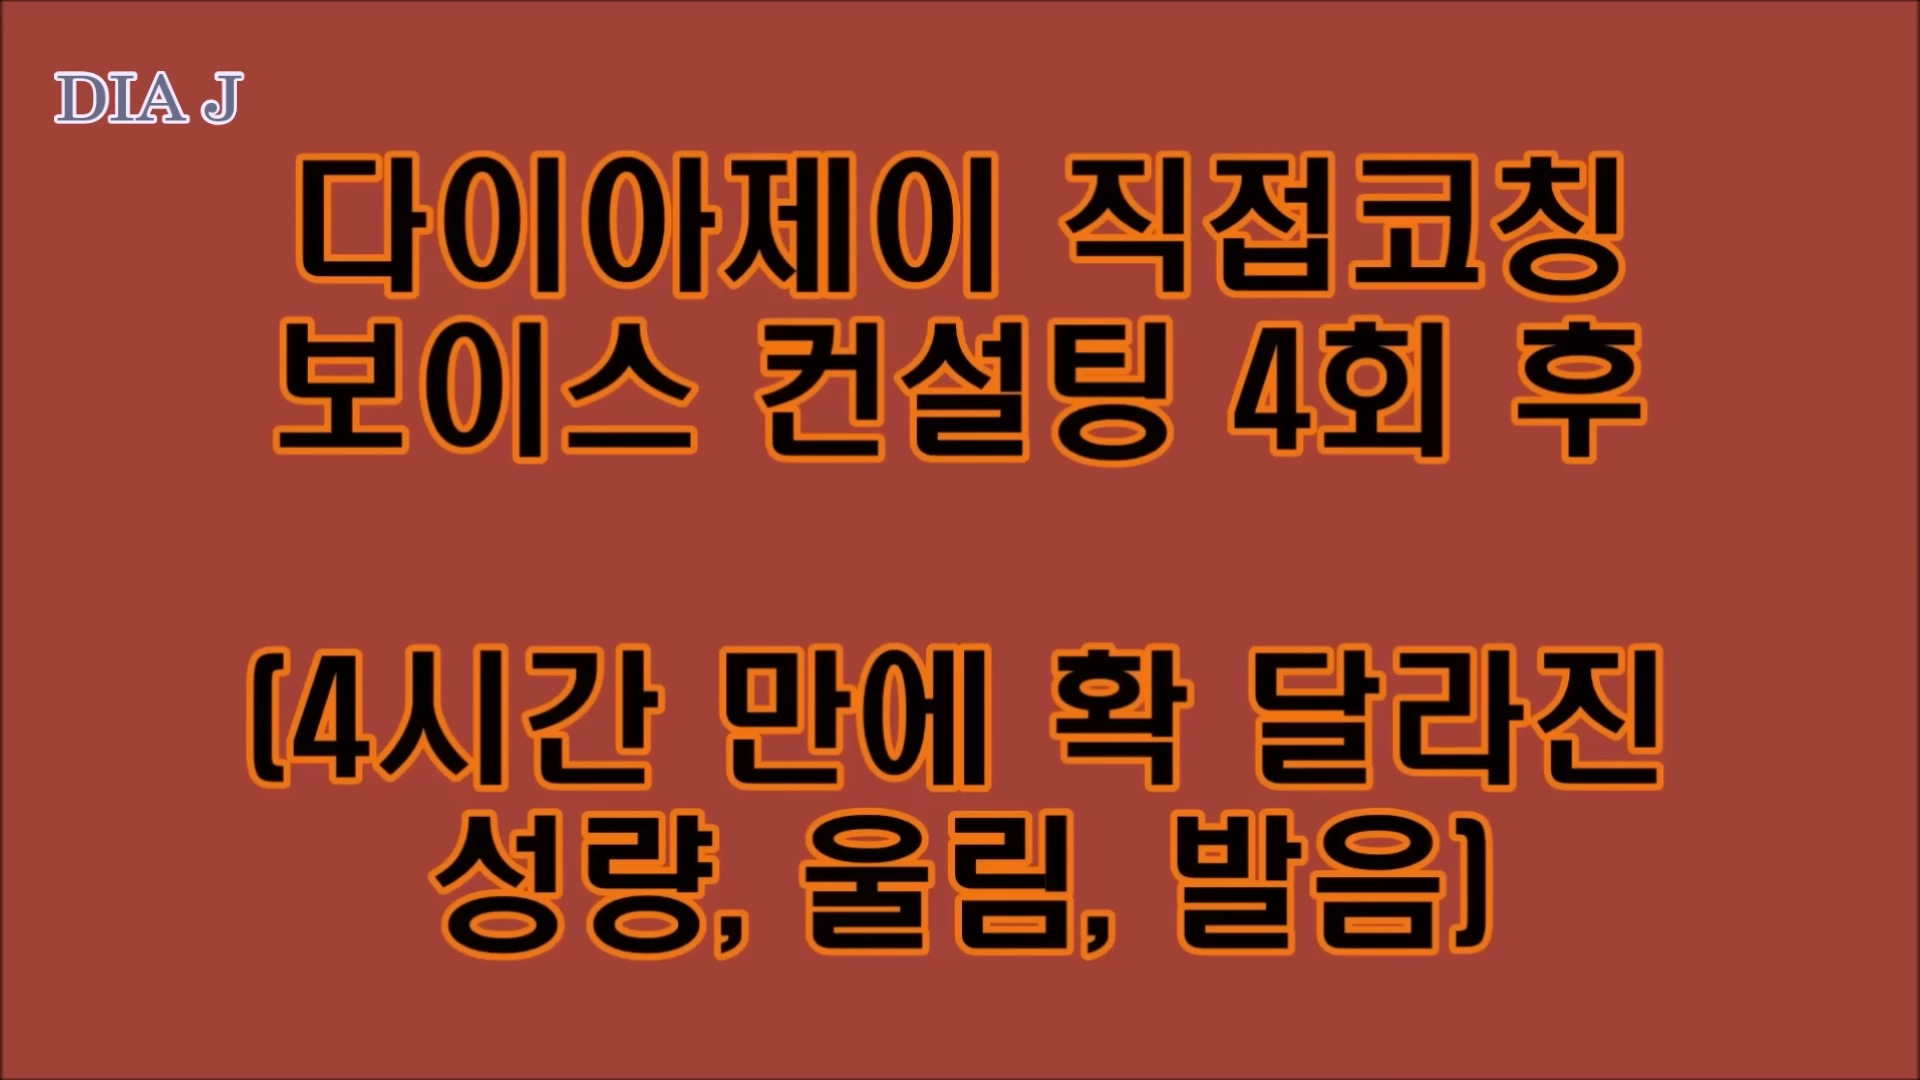 DIA J
다이아제이 직접코칭
보이스 컨설팅 4회 후
(4시간 만에 확 달라진
성량, 울림, 발음)